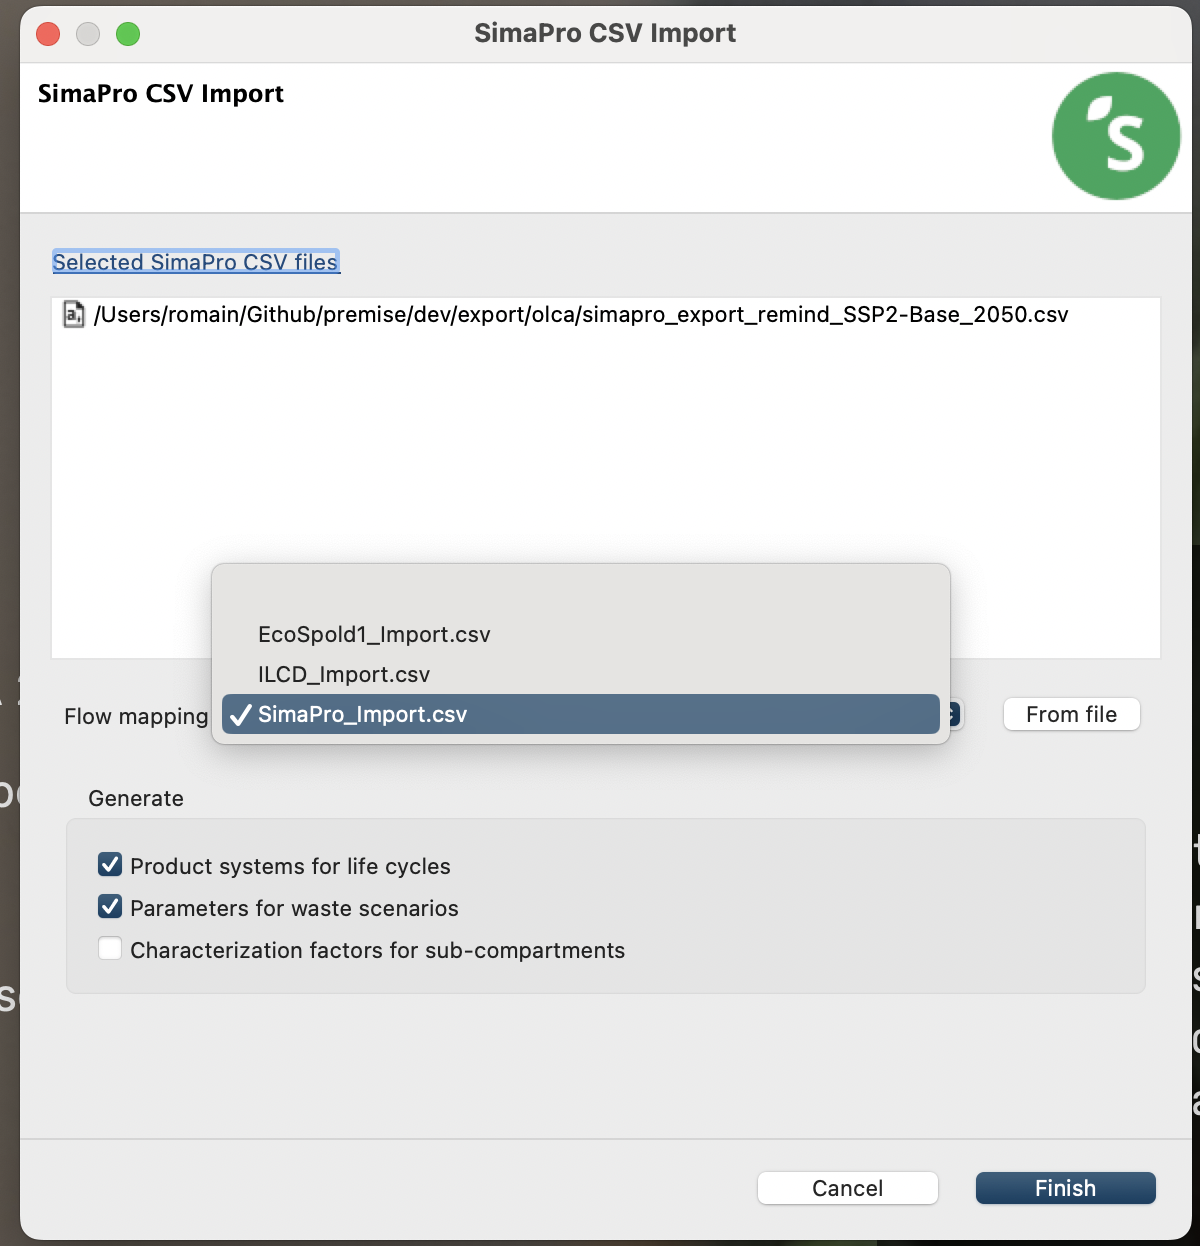 SimaPro CSV Import
SimaPro CSV Import
S
Selected SimaPro CSV files
a,
/Users/romain/Github/premise/dev/export/olca/simapro_export_remind_SSP2-Base_2050.csv
EcoSpold1_Import.csv
ILCD_Import.csv
Flow mapping
SimaPro_Import.csv
From file
Generate
Product systems for life cycles
Parameters for waste scenarios
Characterization factors for sub-compartments
Cancel
Finish